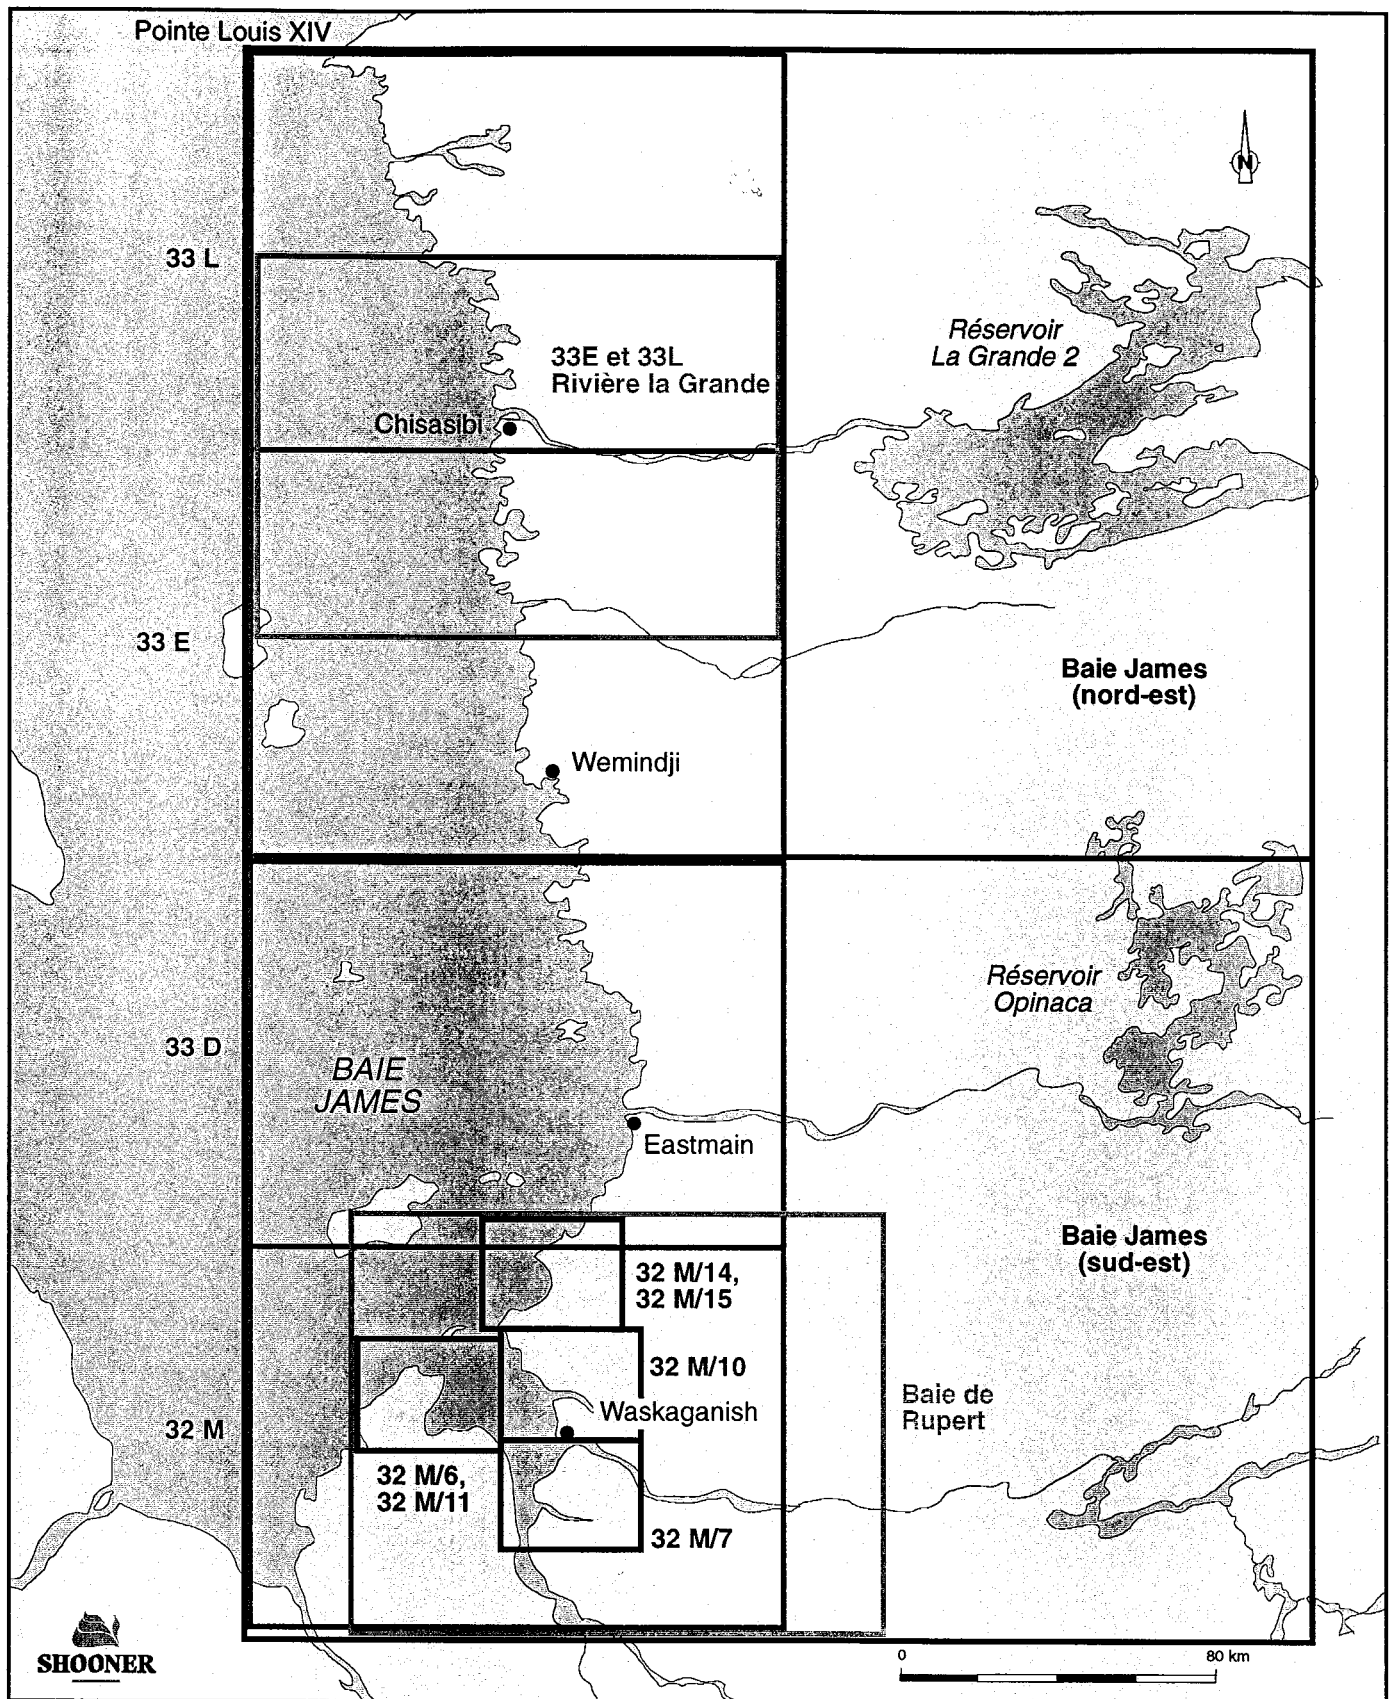 Pointe Louis XIV
N
33 L
Réservoir
La Grande 2
33E et 33L
Rivière la Grande
Chisasibi
33 E
Baie James
(nord-est)
Wemindji
Réservoir
Opinaca
33 D
BAIE
JAMES
Eastmain
Baie James
(sud-est)
32 M/14,
32 M/15
32 M/10
Baie de
Rupert
Waskaganish
32 M
32 M/6,
32 M/11
32 M/7
SHOONER
0 80 km